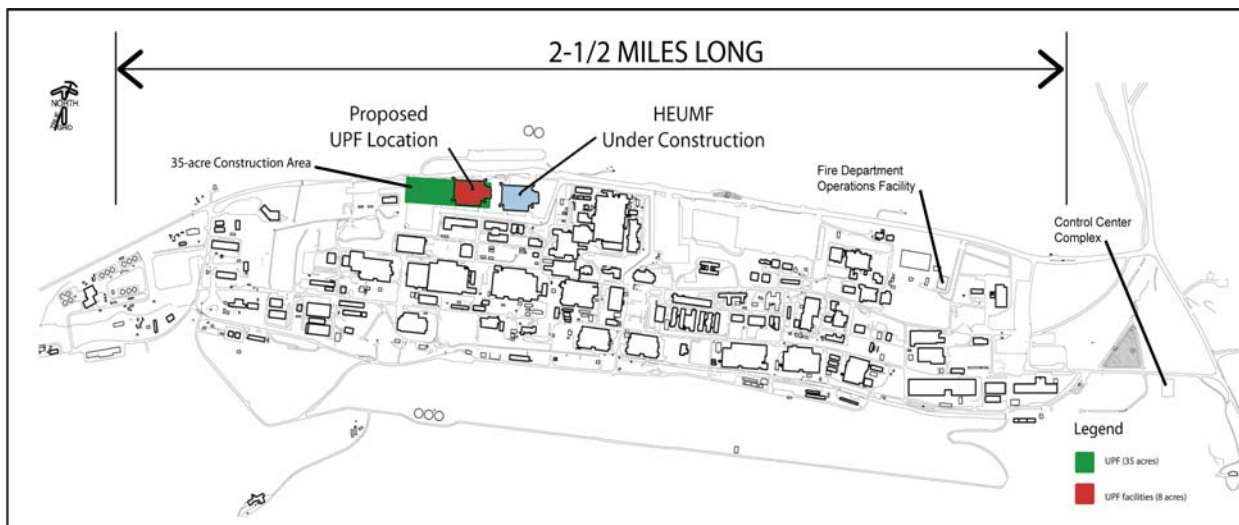 2-1/2 MILES LONG
NORTH
Proposed
UPF Location
HEUMF
Under Construction
35-acre Construction Area
Fire Department
Operations Facility
Control Center
Complex
Legend
UPF (35 acres)
UPF facilities (8 acres)